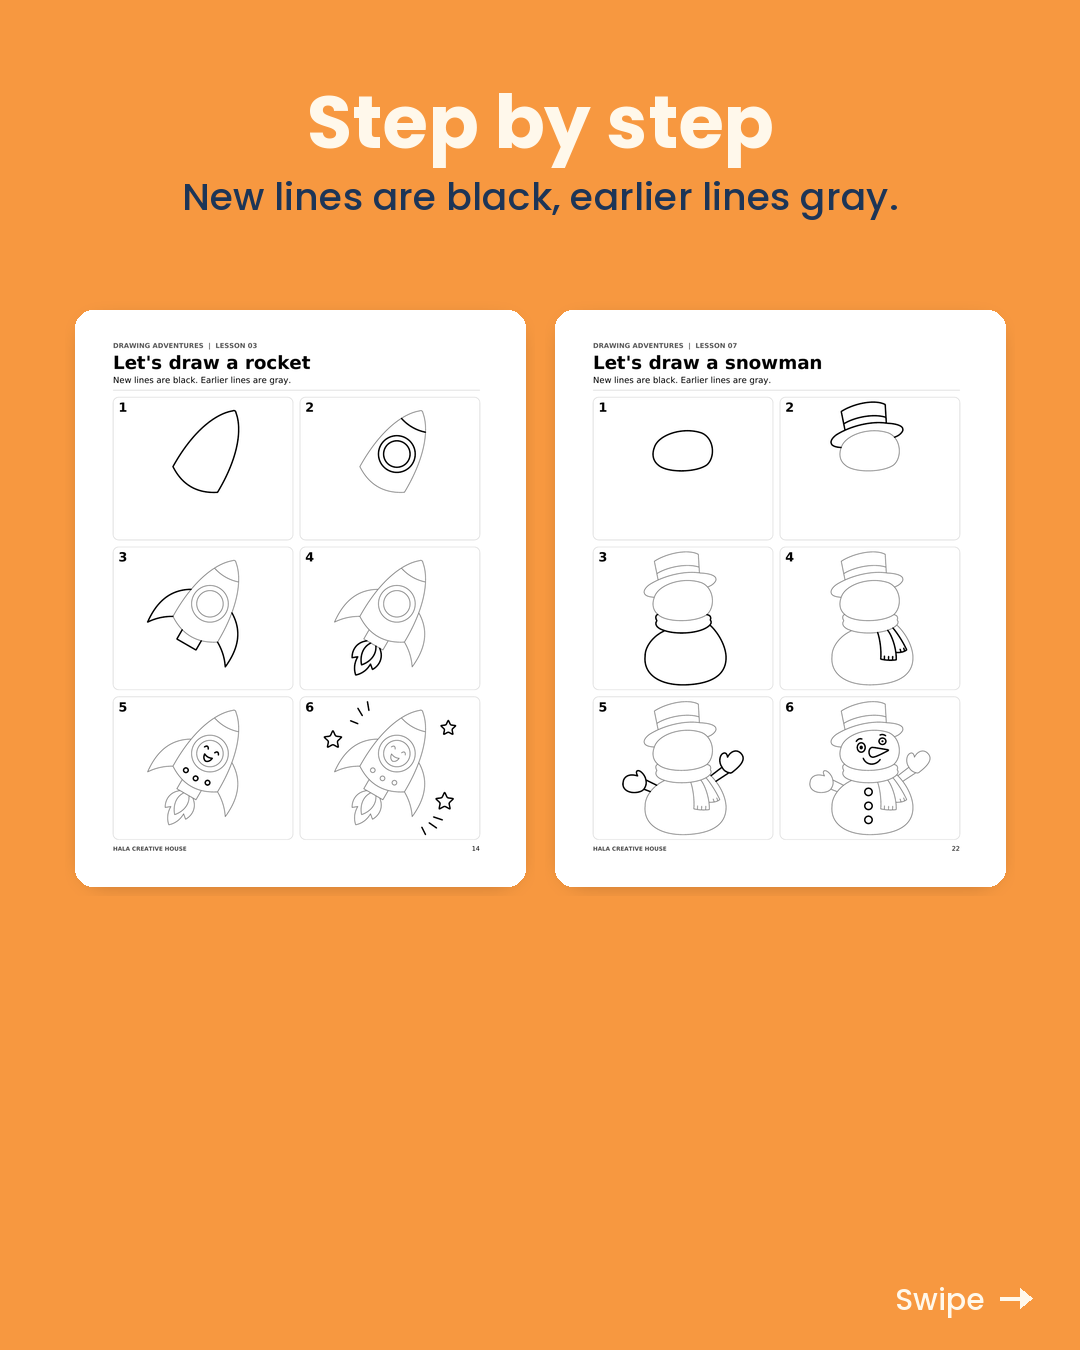 Step by step
New lines are black, earlier lines gray.
DRAWING ADVENTURES | LESSON 03
Let's draw a rocket
New lines are black. Earlier lines are gray.
1
2
3
4
5
6
HALA CREATIVE HOUSE
14
DRAWING ADVENTURES | LESSON 07
Let's draw a snowman
New lines are black. Earlier lines are gray.
1
2
3
4
5
6
HALA CREATIVE HOUSE
22
Swipe →